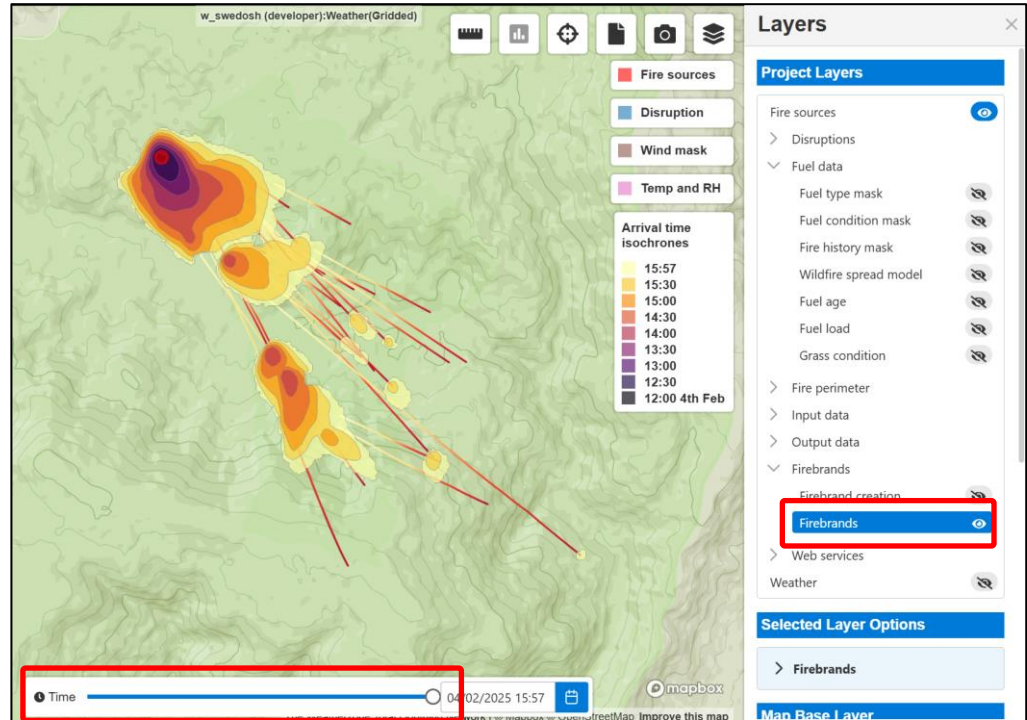 w_swedosh (developer):Weather(Gridded)
Fire sources
Disruption
Wind mask
Temp and RH
Arrival time
isochrones
15:57
15:30
15:00
14:30
14:00
13:30
13:00
12:30
12:00 4th Feb
Time
04/02/2025 15:57
mapbox
© Mapbox © OpenStreetMap Improve this map
Layers
Project Layers
Fire sources
Disruptions
Fuel data
Fuel type mask
Fuel condition mask
Fire history mask
Wildfire spread model
Fuel age
Fuel load
Grass condition
Fire perimeter
Input data
Output data
Firebrands
Firebrand creation
Firebrands
Web services
Weather
Selected Layer Options
Firebrands
Map Base Layer